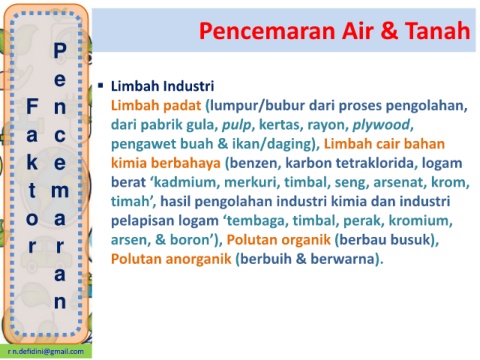 Pencemaran Air & Tanah
Faktor
Pencemaran
▪ Limbah Industri
Limbah padat (lumpur/bubur dari proses pengolahan,
dari pabrik gula, pulp, kertas, rayon, plywood,
pengawet buah & ikan/daging), Limbah cair bahan
kimia berbahaya (benzen, karbon tetraklorida, logam
berat ‘kadmium, merkuri, timbal, seng, arsenat, krom,
timah’, hasil pengolahan industri kimia dan industri
pelapisan logam ‘tembaga, timbal, perak, kromium,
arsen, & boron’), Polutan organik (berbau busuk),
Polutan anorganik (berbuih & berwarna).
r n.defidini@gmail.com